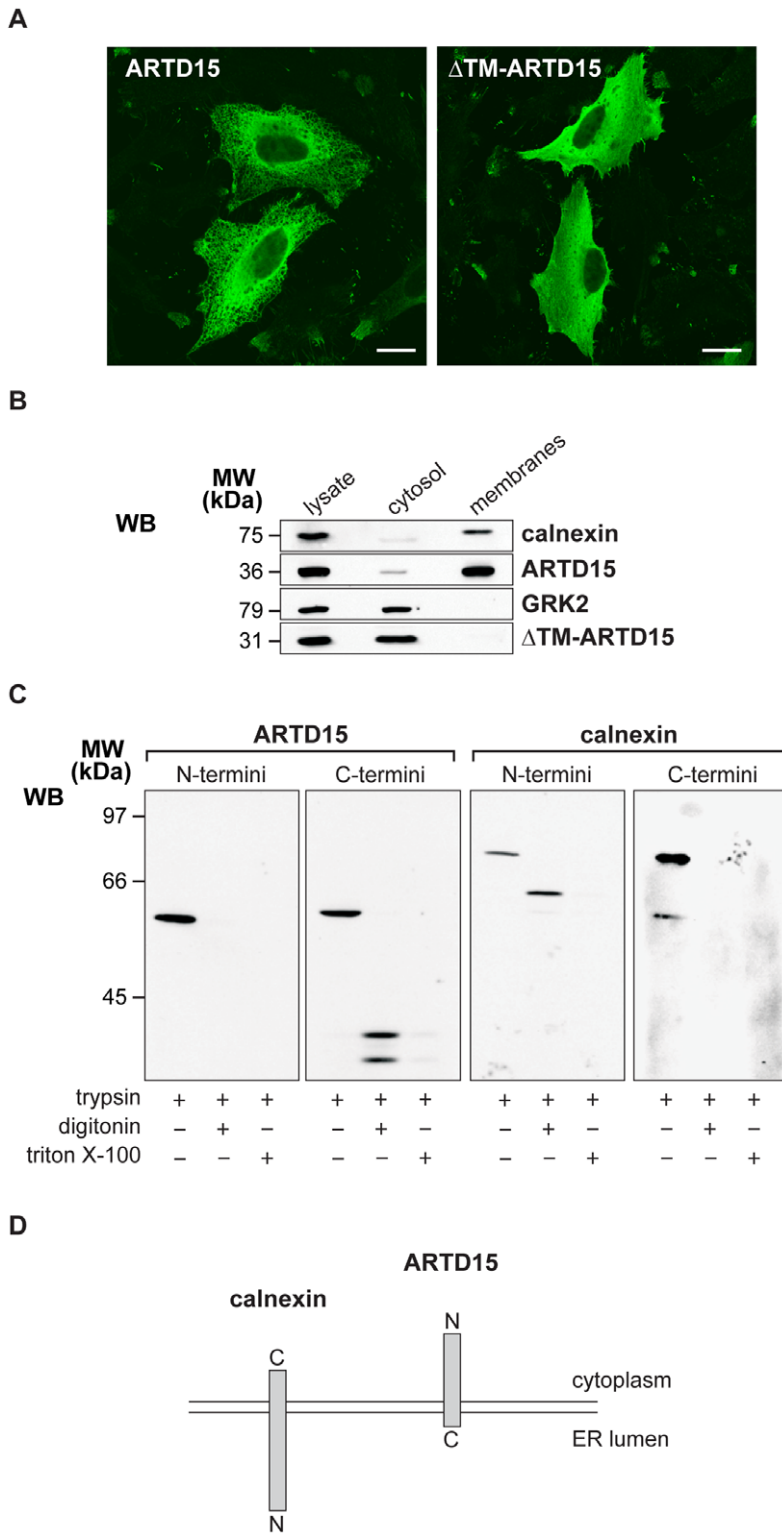 A
ARTD15 ΔTM-ARTD15
B
WB MW (kDa) lysate cytosol membranes
75 calnexin
36 ARTD15
79 GRK2
31 ΔTM-ARTD15
C
ARTD15 calnexin
MW (kDa) N-termini C-termini N-termini C-termini
WB
97
66
45
trypsin + + + + + + + + + + + +
digitonin – + – – + – – + – – + –
triton X-100 – – + – – + – – + – – +
D
ARTD15
calnexin
N
C
cytoplasm
C ER lumen
N